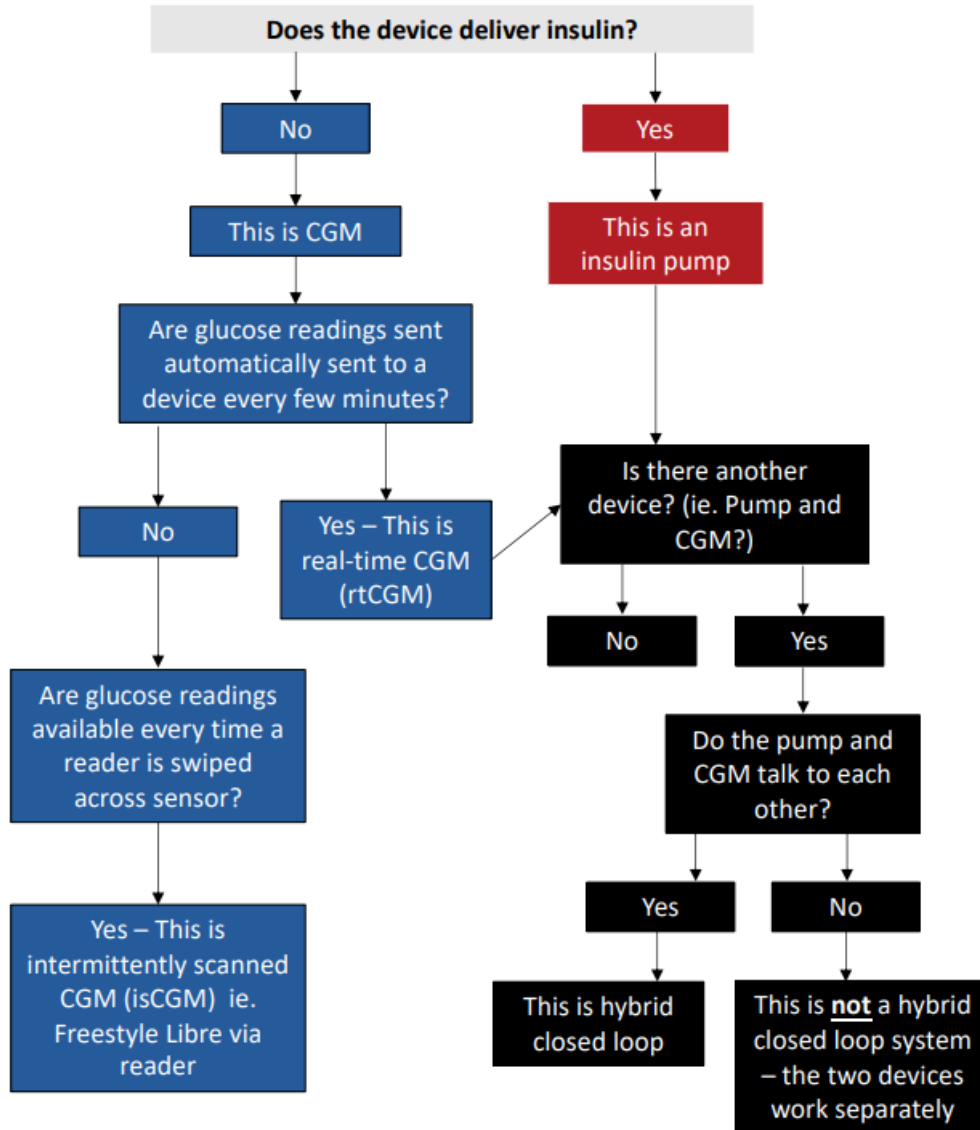 Does the device deliver insulin?
No
Yes
This is CGM
This is an
insulin pump
Are glucose readings sent
automatically sent to a
device every few minutes?
No
Yes – This is
real-time CGM
(rtCGM)
Is there another
device? (ie. Pump and
CGM?)
No
Yes
Are glucose readings
available every time a
reader is swiped
across sensor?
Do the pump and
CGM talk to each
other?
Yes
No
Yes – This is
intermittently scanned
CGM (isCGM) ie.
Freestyle Libre via
reader
This is hybrid
closed loop
This is not a hybrid
closed loop system
– the two devices
work separately